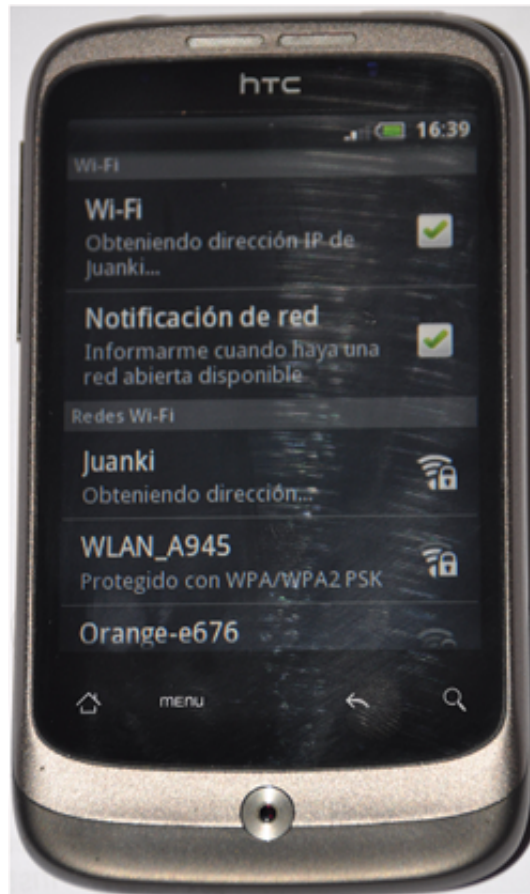 hTC
16:39
Wi-Fi
Wi-Fi
Obteniendo dirección IP de
Juanki...
Notificación de red
Informarme cuando haya una
red abierta disponible
Redes Wi-Fi
Juanki
Obteniendo dirección...
WLAN_A945
Protegido con WPA/WPA2 PSK
Orange-e676
MENU